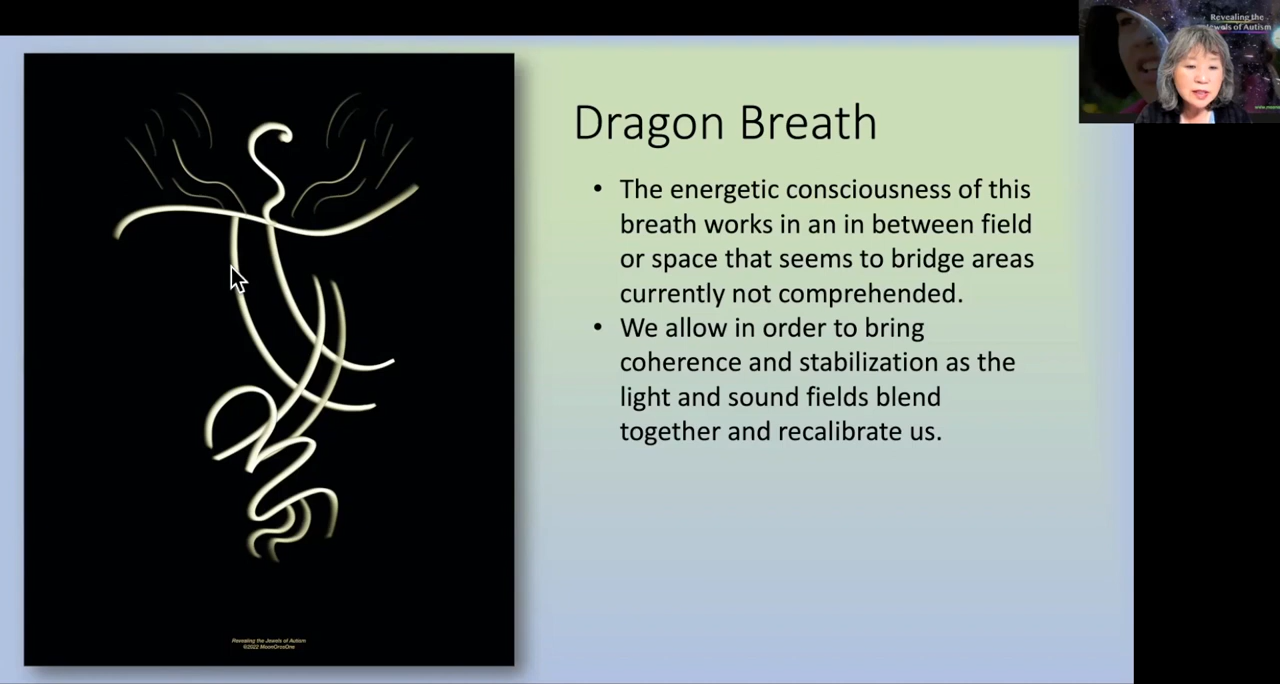 Revealing the
Jewels of Autism
Dragon Breath
• The energetic consciousness of this
breath works in an in between field
or space that seems to bridge areas
currently not comprehended.
• We allow in order to bring
coherence and stabilization as the
light and sound fields blend
together and recalibrate us.
Revealing the Jewels of Autism
©2022 MoonOrosOne